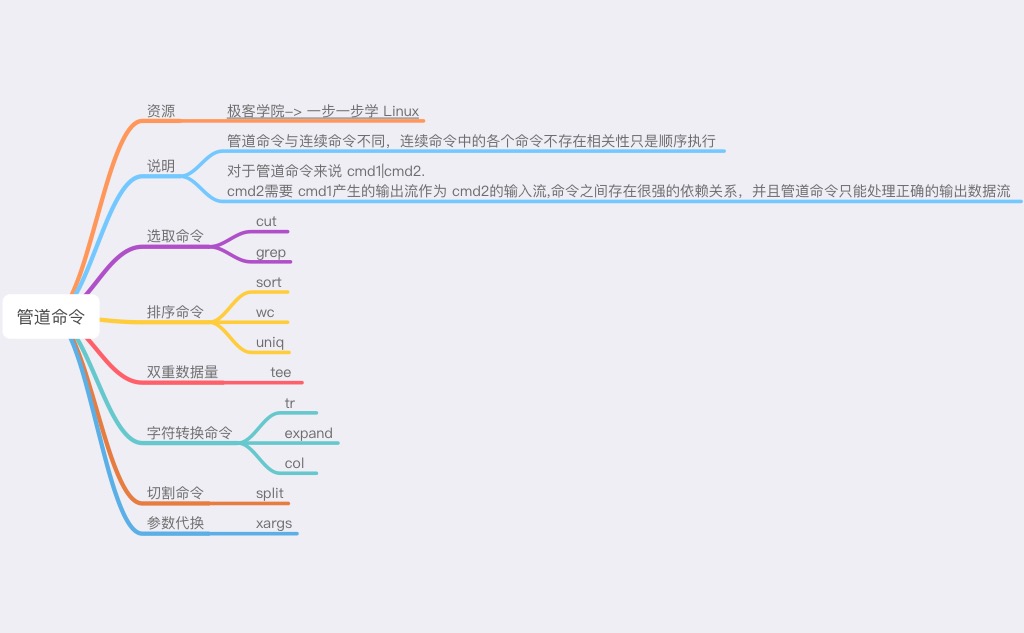 管道命令
资源
极客学院-> 一步一步学 Linux
说明
管道命令与连续命令不同，连续命令中的各个命令不存在相关性只是顺序执行
对于管道命令来说 cmd1|cmd2.
cmd2需要 cmd1产生的输出流作为 cmd2的输入流,命令之间存在很强的依赖关系，并且管道命令只能处理正确的输出数据流
选取命令
cut
grep
排序命令
sort
wc
uniq
双重数据量
tee
字符转换命令
tr
expand
col
切割命令
split
参数代换
xargs